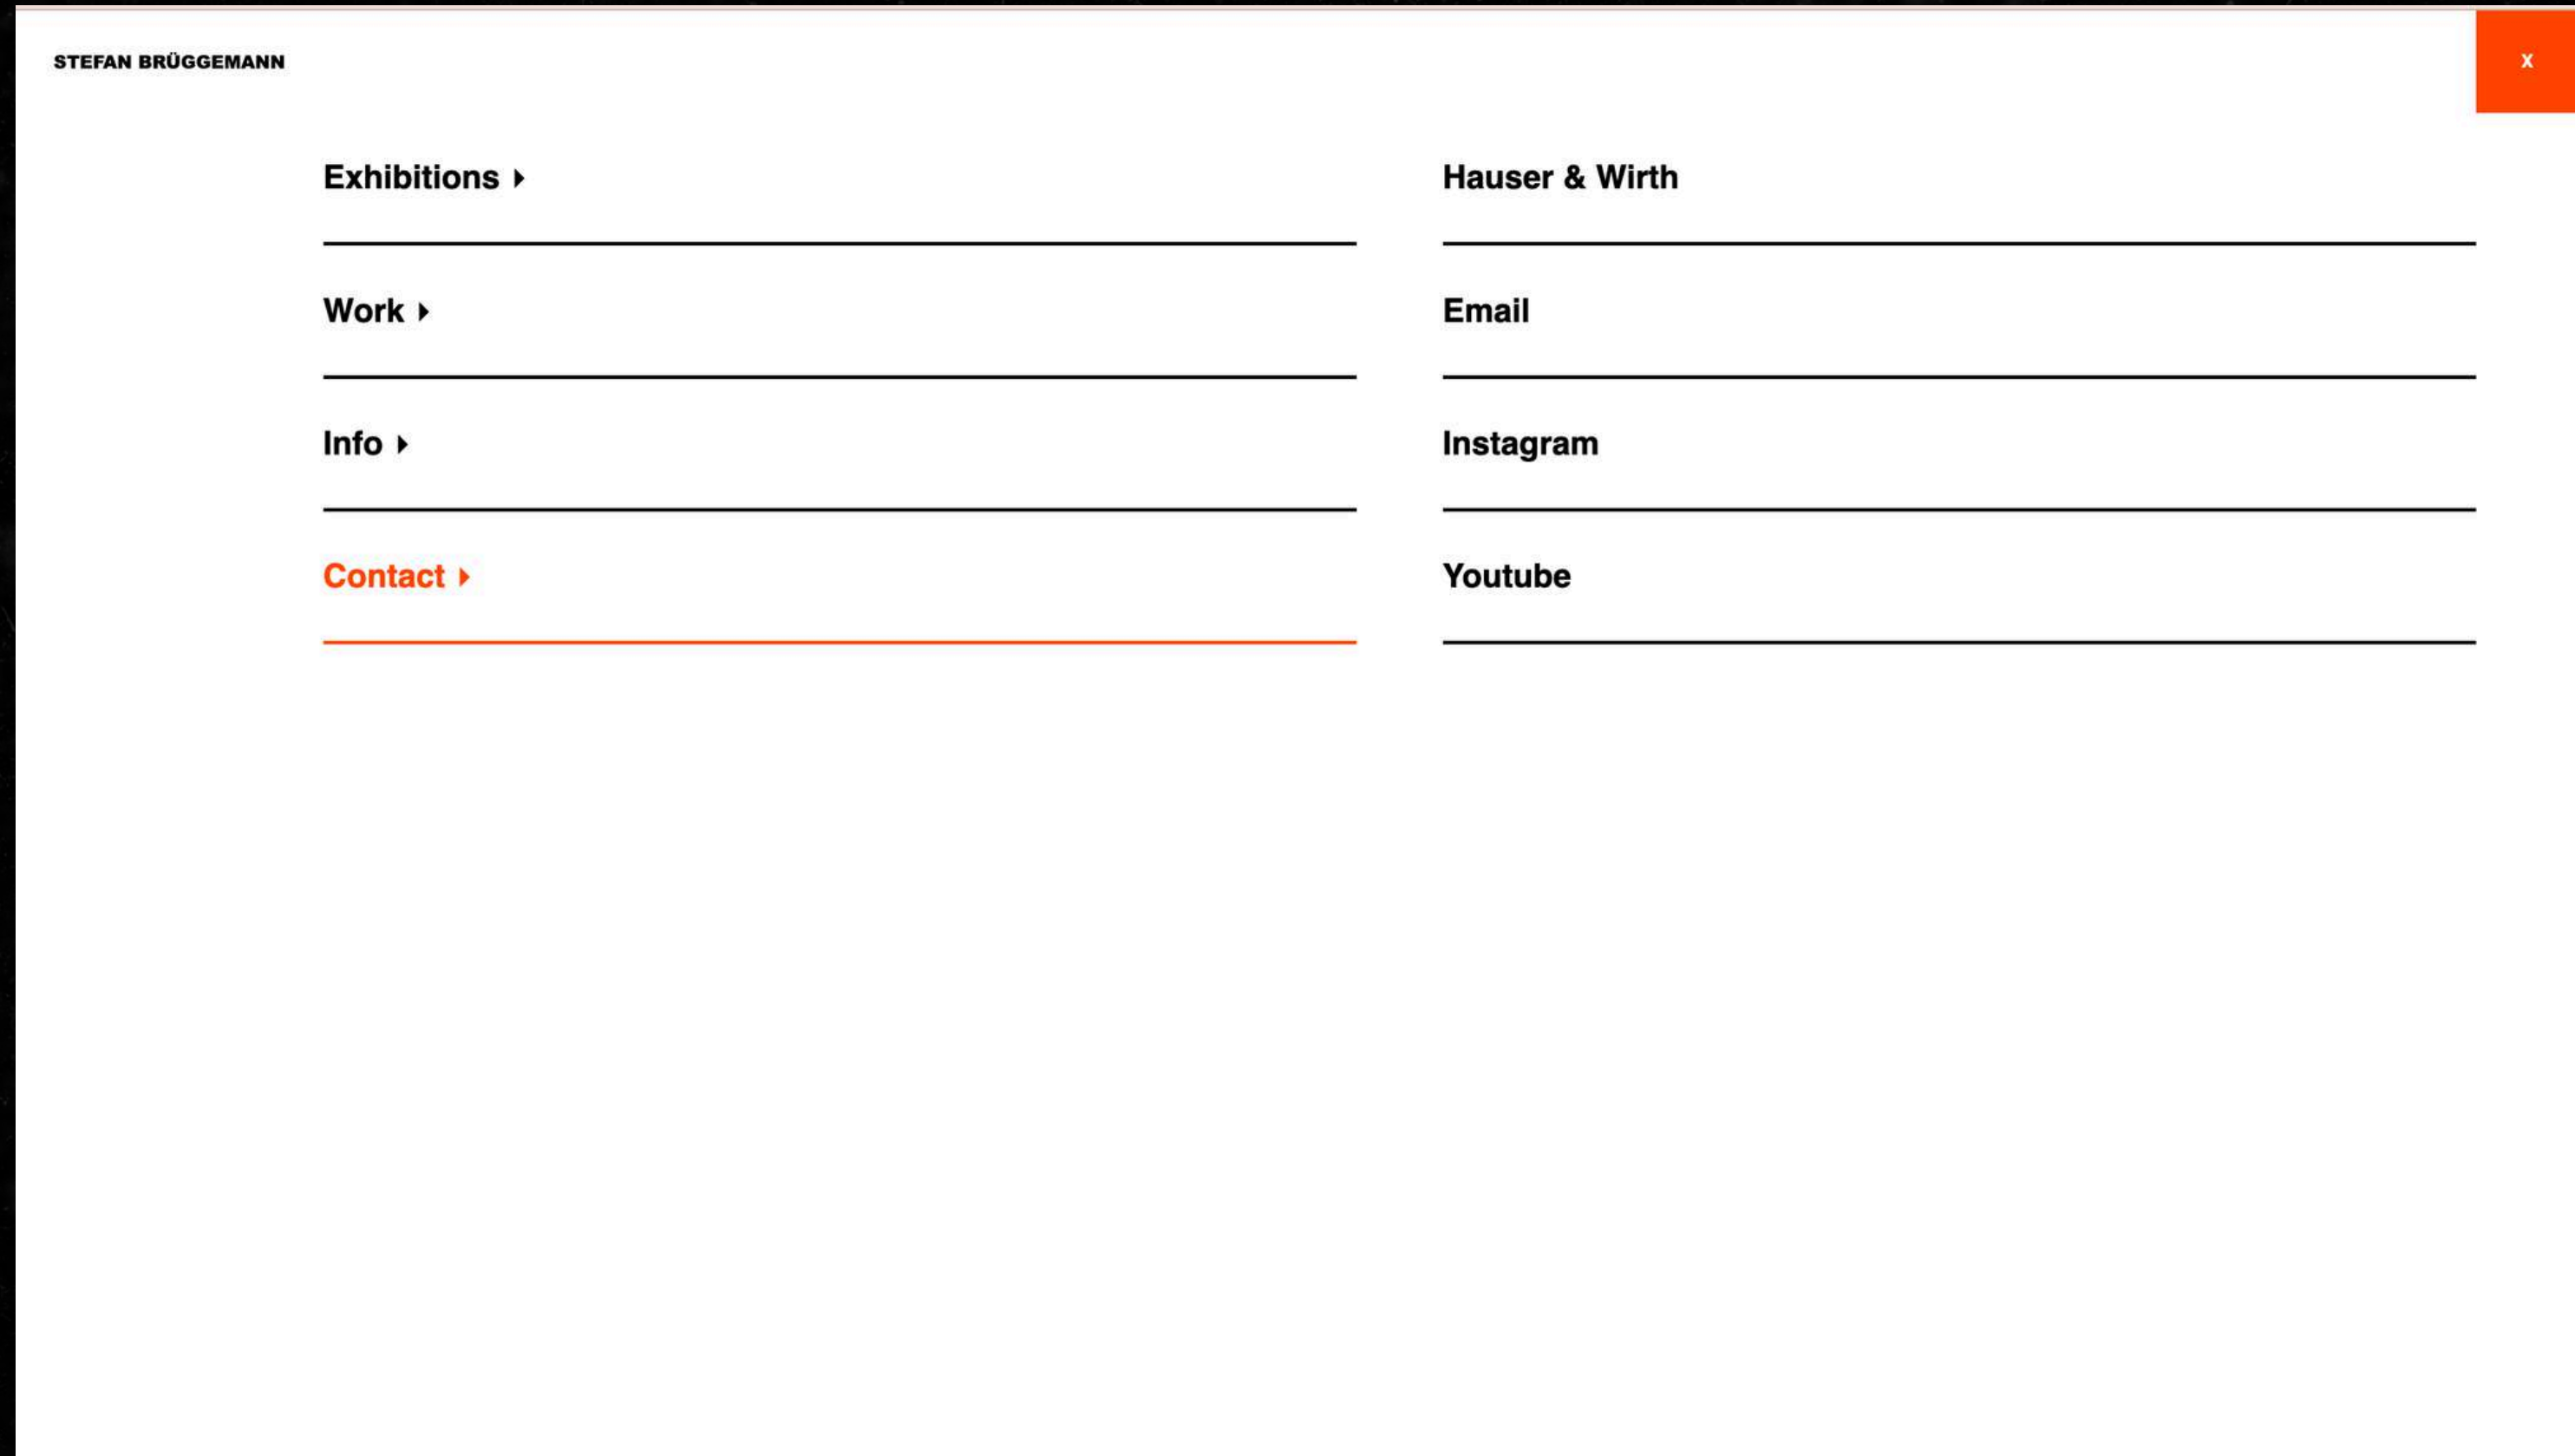 STEFAN BRÜGGEMANN
X
Exhibitions
Work
Info
Contact
Hauser & Wirth
Email
Instagram
Youtube